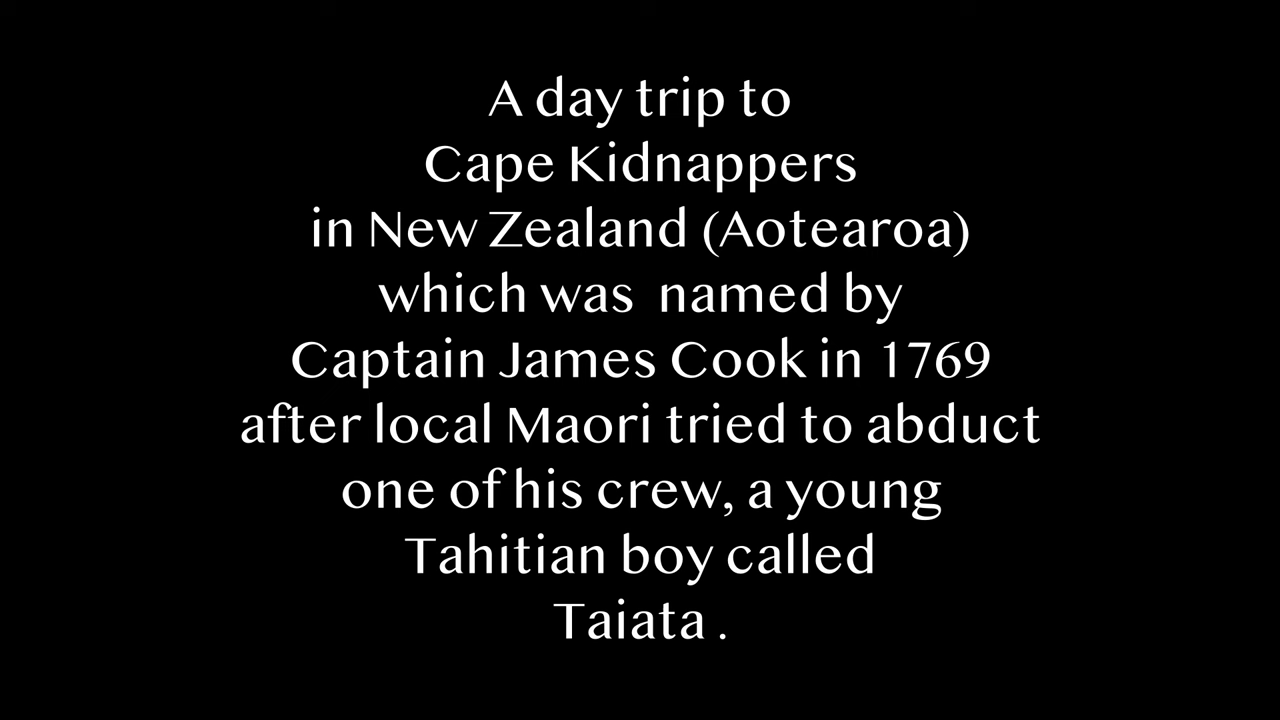 A day trip to
Cape Kidnappers
in New Zealand (Aotearoa)
which was  named by
Captain James Cook in 1769
after local Maori tried to abduct
one of his crew, a young
Tahitian boy called
Taiata .